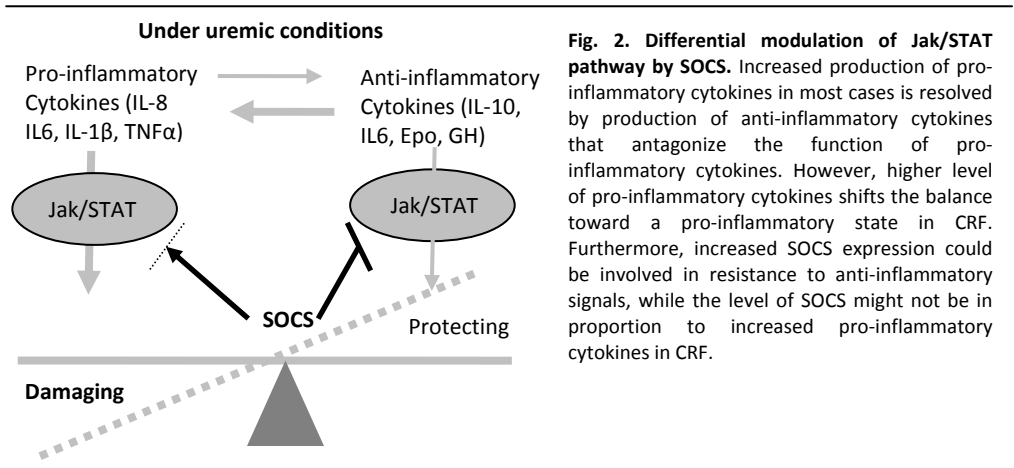 Under uremic conditions
Pro-inflammatory
Cytokines (IL-8
IL6, IL-1β, TNFα)
Anti-inflammatory
Cytokines (IL-10,
IL6, Epo, GH)
Jak/STAT
Jak/STAT
SOCS
Protecting
Damaging
Fig. 2. Differential modulation of Jak/STAT
pathway by SOCS. Increased production of pro-
inflammatory cytokines in most cases is resolved
by production of anti-inflammatory cytokines
that antagonize the function of pro-
inflammatory cytokines. However, higher level
of pro-inflammatory cytokines shifts the balance
toward a pro-inflammatory state in CRF.
Furthermore, increased SOCS expression could
be involved in resistance to anti-inflammatory
signals, while the level of SOCS might not be in
proportion to increased pro-inflammatory
cytokines in CRF.